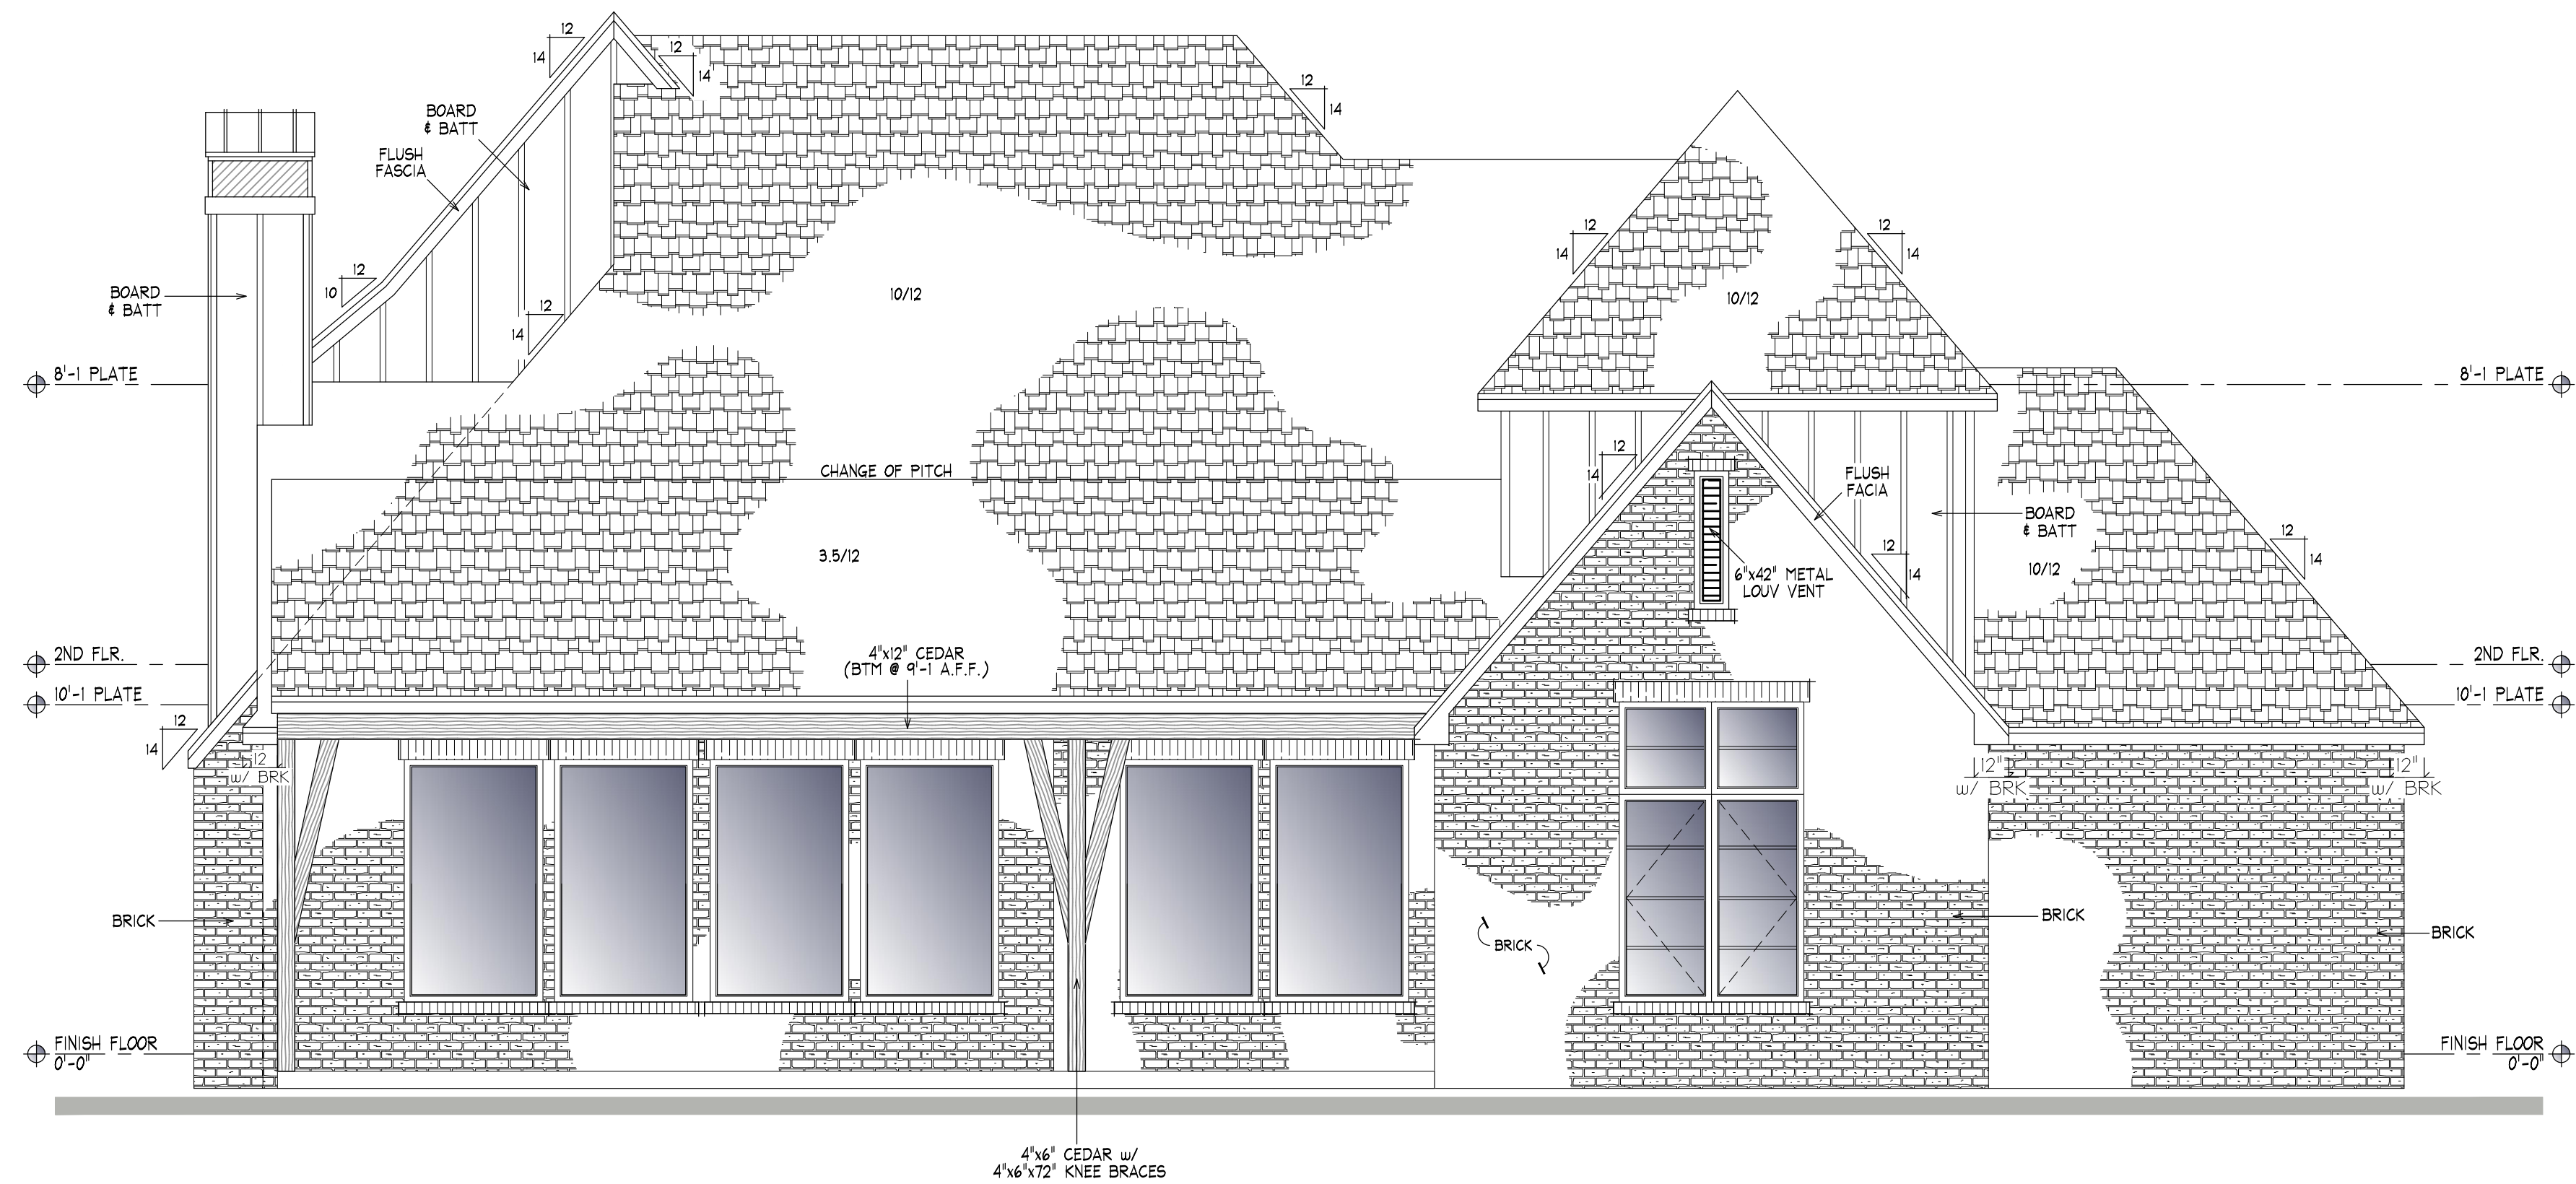 12
14
12
14
12
14
BOARD
& BATT
FLUSH
FASCIA
12
14
12
14
12
10
BOARD
& BATT
10/12
10/12
12
14
8'-1 PLATE
8'-1 PLATE
CHANGE OF PITCH
12
14
FLUSH
FACIA
BOARD
& BATT
3.5/12
12
14
12
14
10/12
6"x42" METAL
LOUV VENT
2ND FLR.
4"x12" CEDAR
(BTM @ 9'-1 A.F.F.)
2ND FLR.
10'-1 PLATE
10'-1 PLATE
12
14
12
w/ BRK
12"
w/ BRK
12"
w/ BRK
BRICK
BRICK
BRICK
BRICK
FINISH FLOOR
0'-0"
FINISH FLOOR
0'-0"
4"x6" CEDAR w/
4"x6"x72" KNEE BRACES